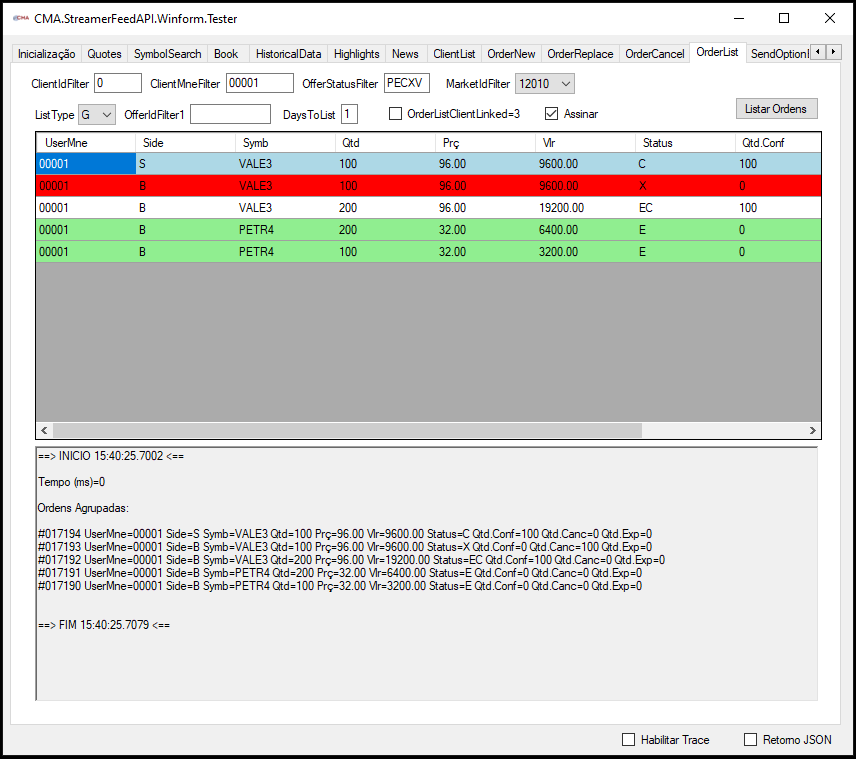 CMA CMA.StreamerFeedAPI.Winform.Tester
Inicialização Quotes SymbolSearch Book HistoricalData Highlights News ClientList OrderNew OrderReplace OrderCancel OrderList SendOptionl
ClientIdFilter 0 ClientMneFilter 00001 OfferStatusFilter PECXV MarketIdFilter 12010
ListType G OfferIdFilter1 DaysToList 1 OrderListClientLinked=3 Assinar Listar Ordens
UserMne Side Symb Qtd Prç Vlr Status Qtd.Conf
00001 S VALE3 100 96.00 9600.00 C 100
00001 B VALE3 100 96.00 9600.00 X 0
00001 B VALE3 200 96.00 19200.00 EC 100
00001 B PETR4 200 32.00 6400.00 E 0
00001 B PETR4 100 32.00 3200.00 E 0
==> INICIO 15:40:25.7002 <==
Tempo (ms)=0
Ordens Agrupadas:
#017194 UserMne=00001 Side=S Symb=VALE3 Qtd=100 Prç=96.00 Vlr=9600.00 Status=C Qtd.Conf=100 Qtd.Canc=0 Qtd.Exp=0
#017193 UserMne=00001 Side=B Symb=VALE3 Qtd=100 Prç=96.00 Vlr=9600.00 Status=X Qtd.Conf=0 Qtd.Canc=100 Qtd.Exp=0
#017192 UserMne=00001 Side=B Symb=VALE3 Qtd=200 Prç=96.00 Vlr=19200.00 Status=EC Qtd.Conf=100 Qtd.Canc=0 Qtd.Exp=0
#017191 UserMne=00001 Side=B Symb=PETR4 Qtd=200 Prç=32.00 Vlr=6400.00 Status=E Qtd.Conf=0 Qtd.Canc=0 Qtd.Exp=0
#017190 UserMne=00001 Side=B Symb=PETR4 Qtd=100 Prç=32.00 Vlr=3200.00 Status=E Qtd.Conf=0 Qtd.Canc=0 Qtd.Exp=0
==> FIM 15:40:25.7079 <==
Habilitar Trace Retorno JSON